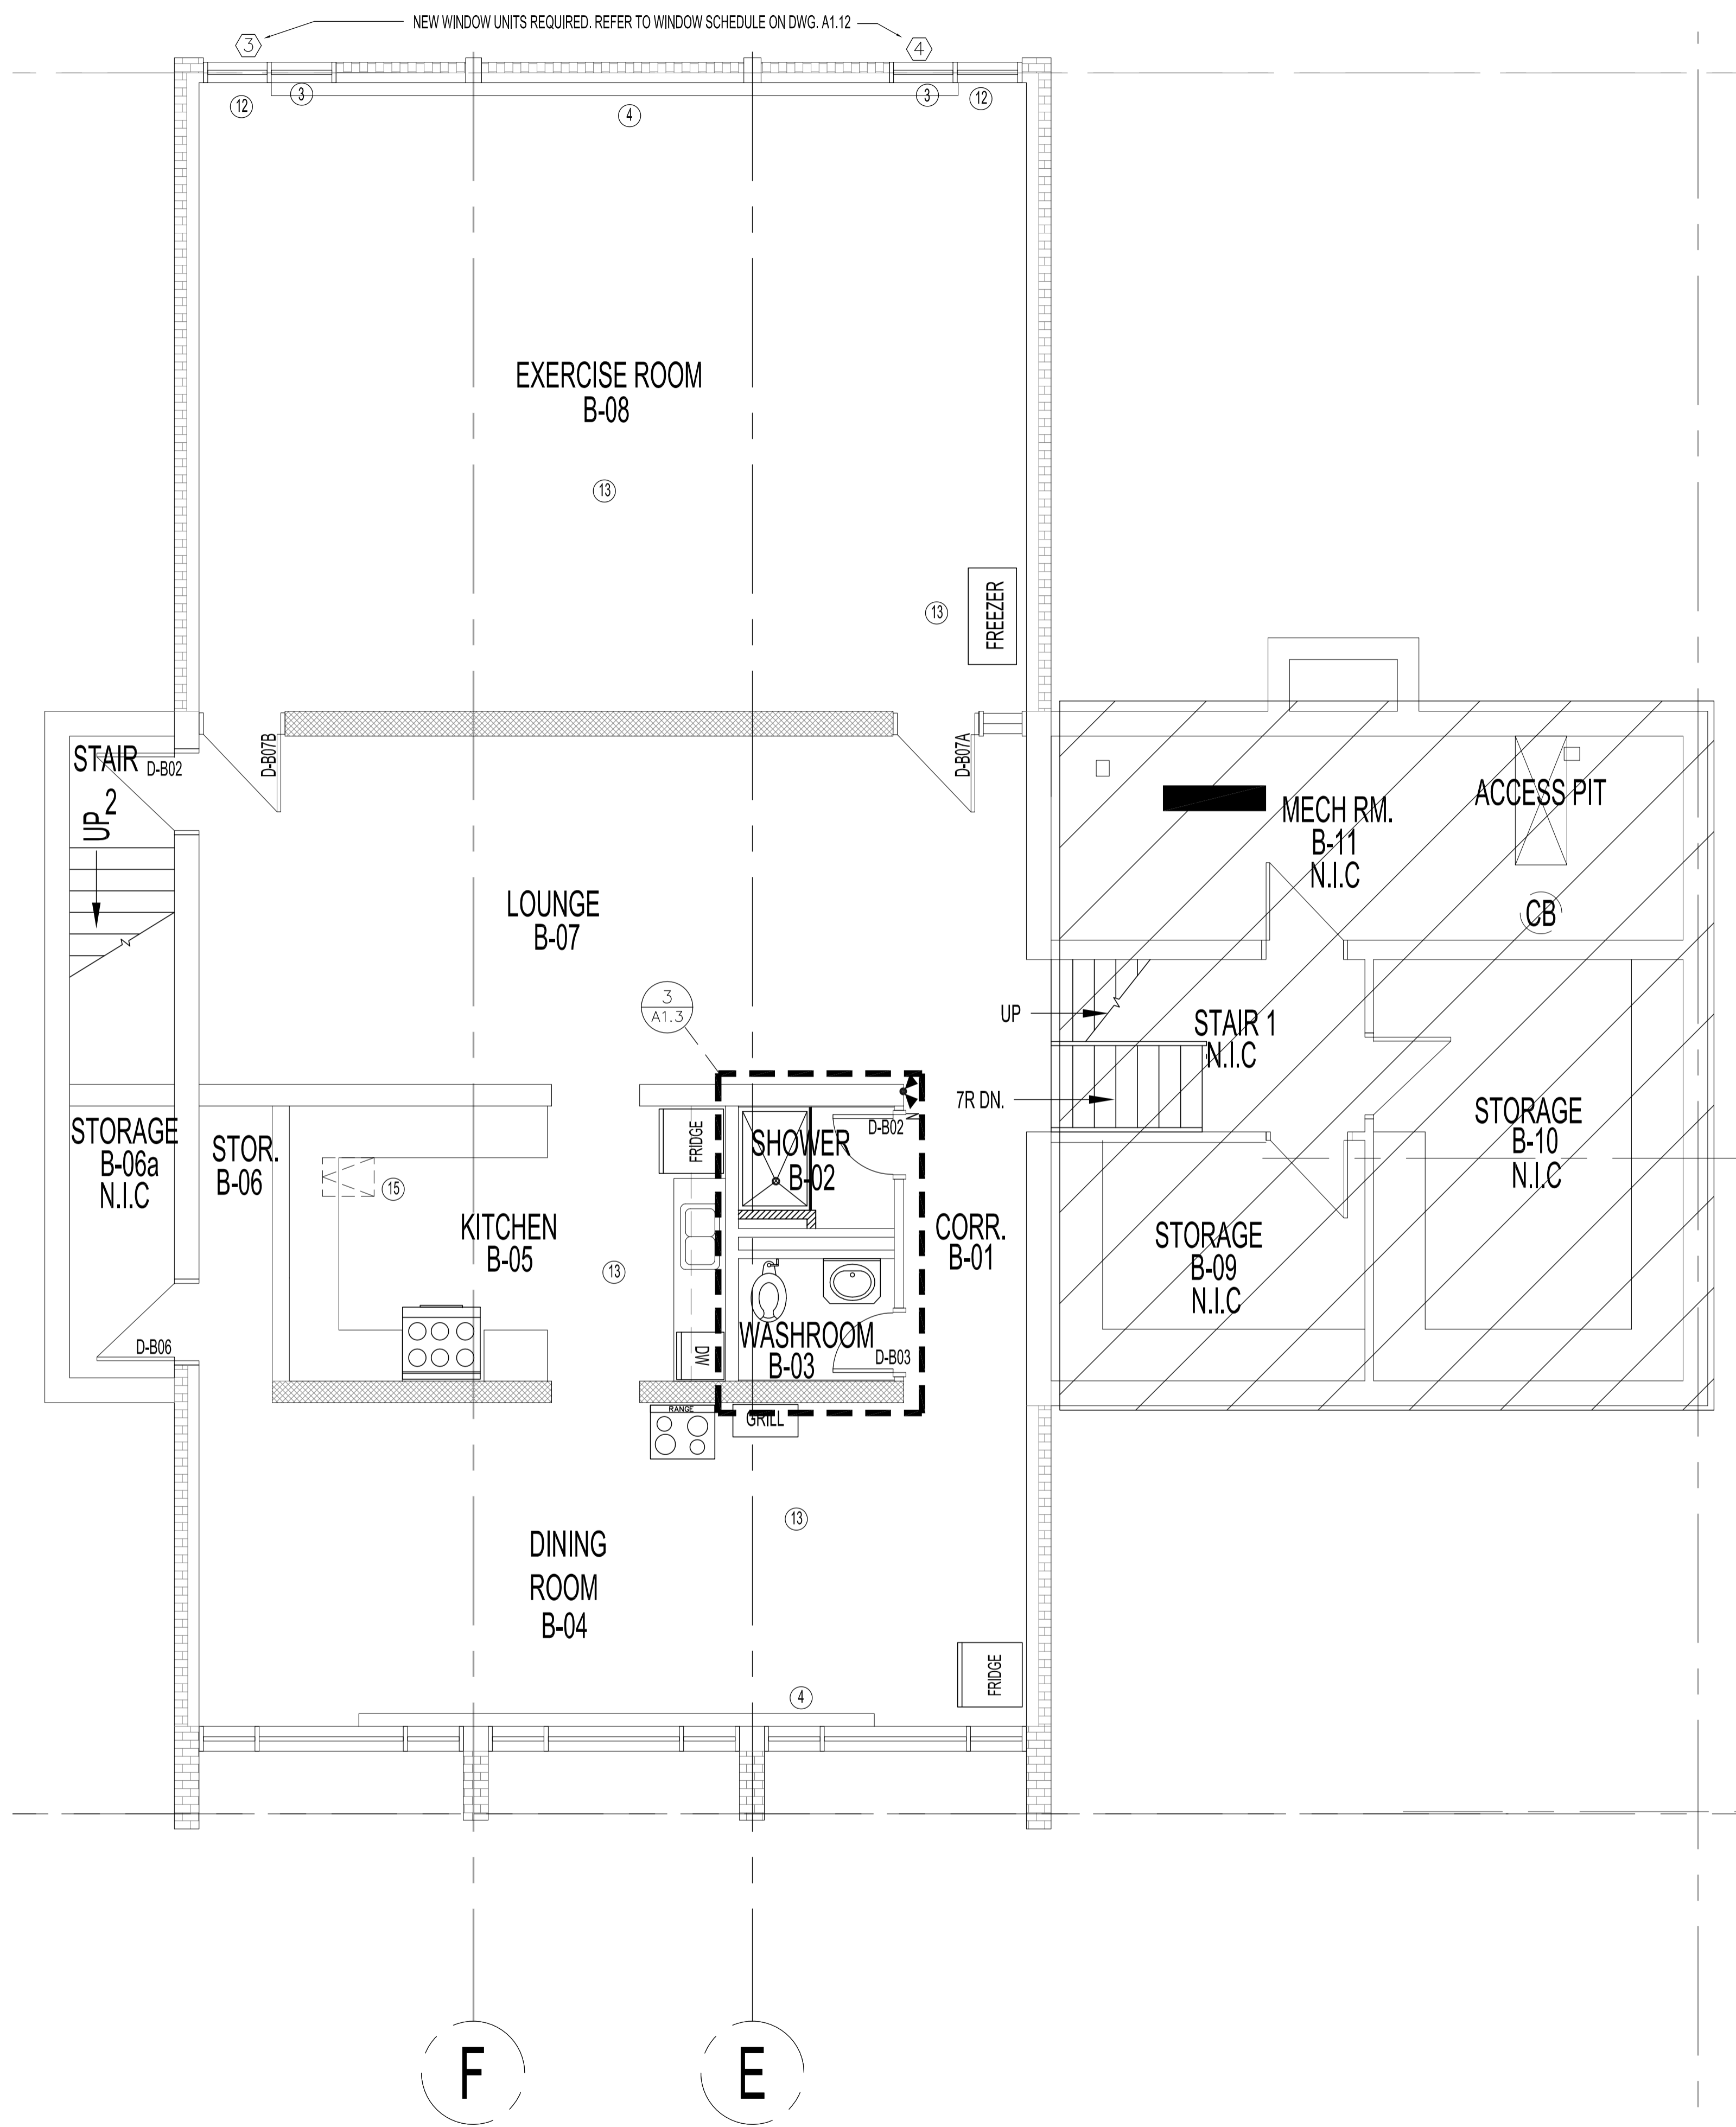 NEW WINDOW UNITS REQUIRED. REFER TO WINDOW SCHEDULE ON DWG. A1.12
3
4
12
3
4
3
12
EXERCISE ROOM
B-08
13
13
FREEZER
STAIR
2
D-B02
UP
D-B07B
D-B07A
MECH RM.
B-11
N.I.C
ACCESS PIT
CB
LOUNGE
B-07
3
A1.3
UP
STAIR 1
N.I.C
7R DN.
STORAGE
B-06a
N.I.C
STOR.
B-06
15
KITCHEN
B-05
13
FRIDGE
SHOWER
B-02
D-B02
CORR.
B-01
STORAGE
B-10
N.I.C
STORAGE
B-09
N.I.C
D-B06
DW
WASHROOM
B-03
D-B03
RANGE
GRILL
13
DINING
ROOM
B-04
FRIDGE
4
F
E